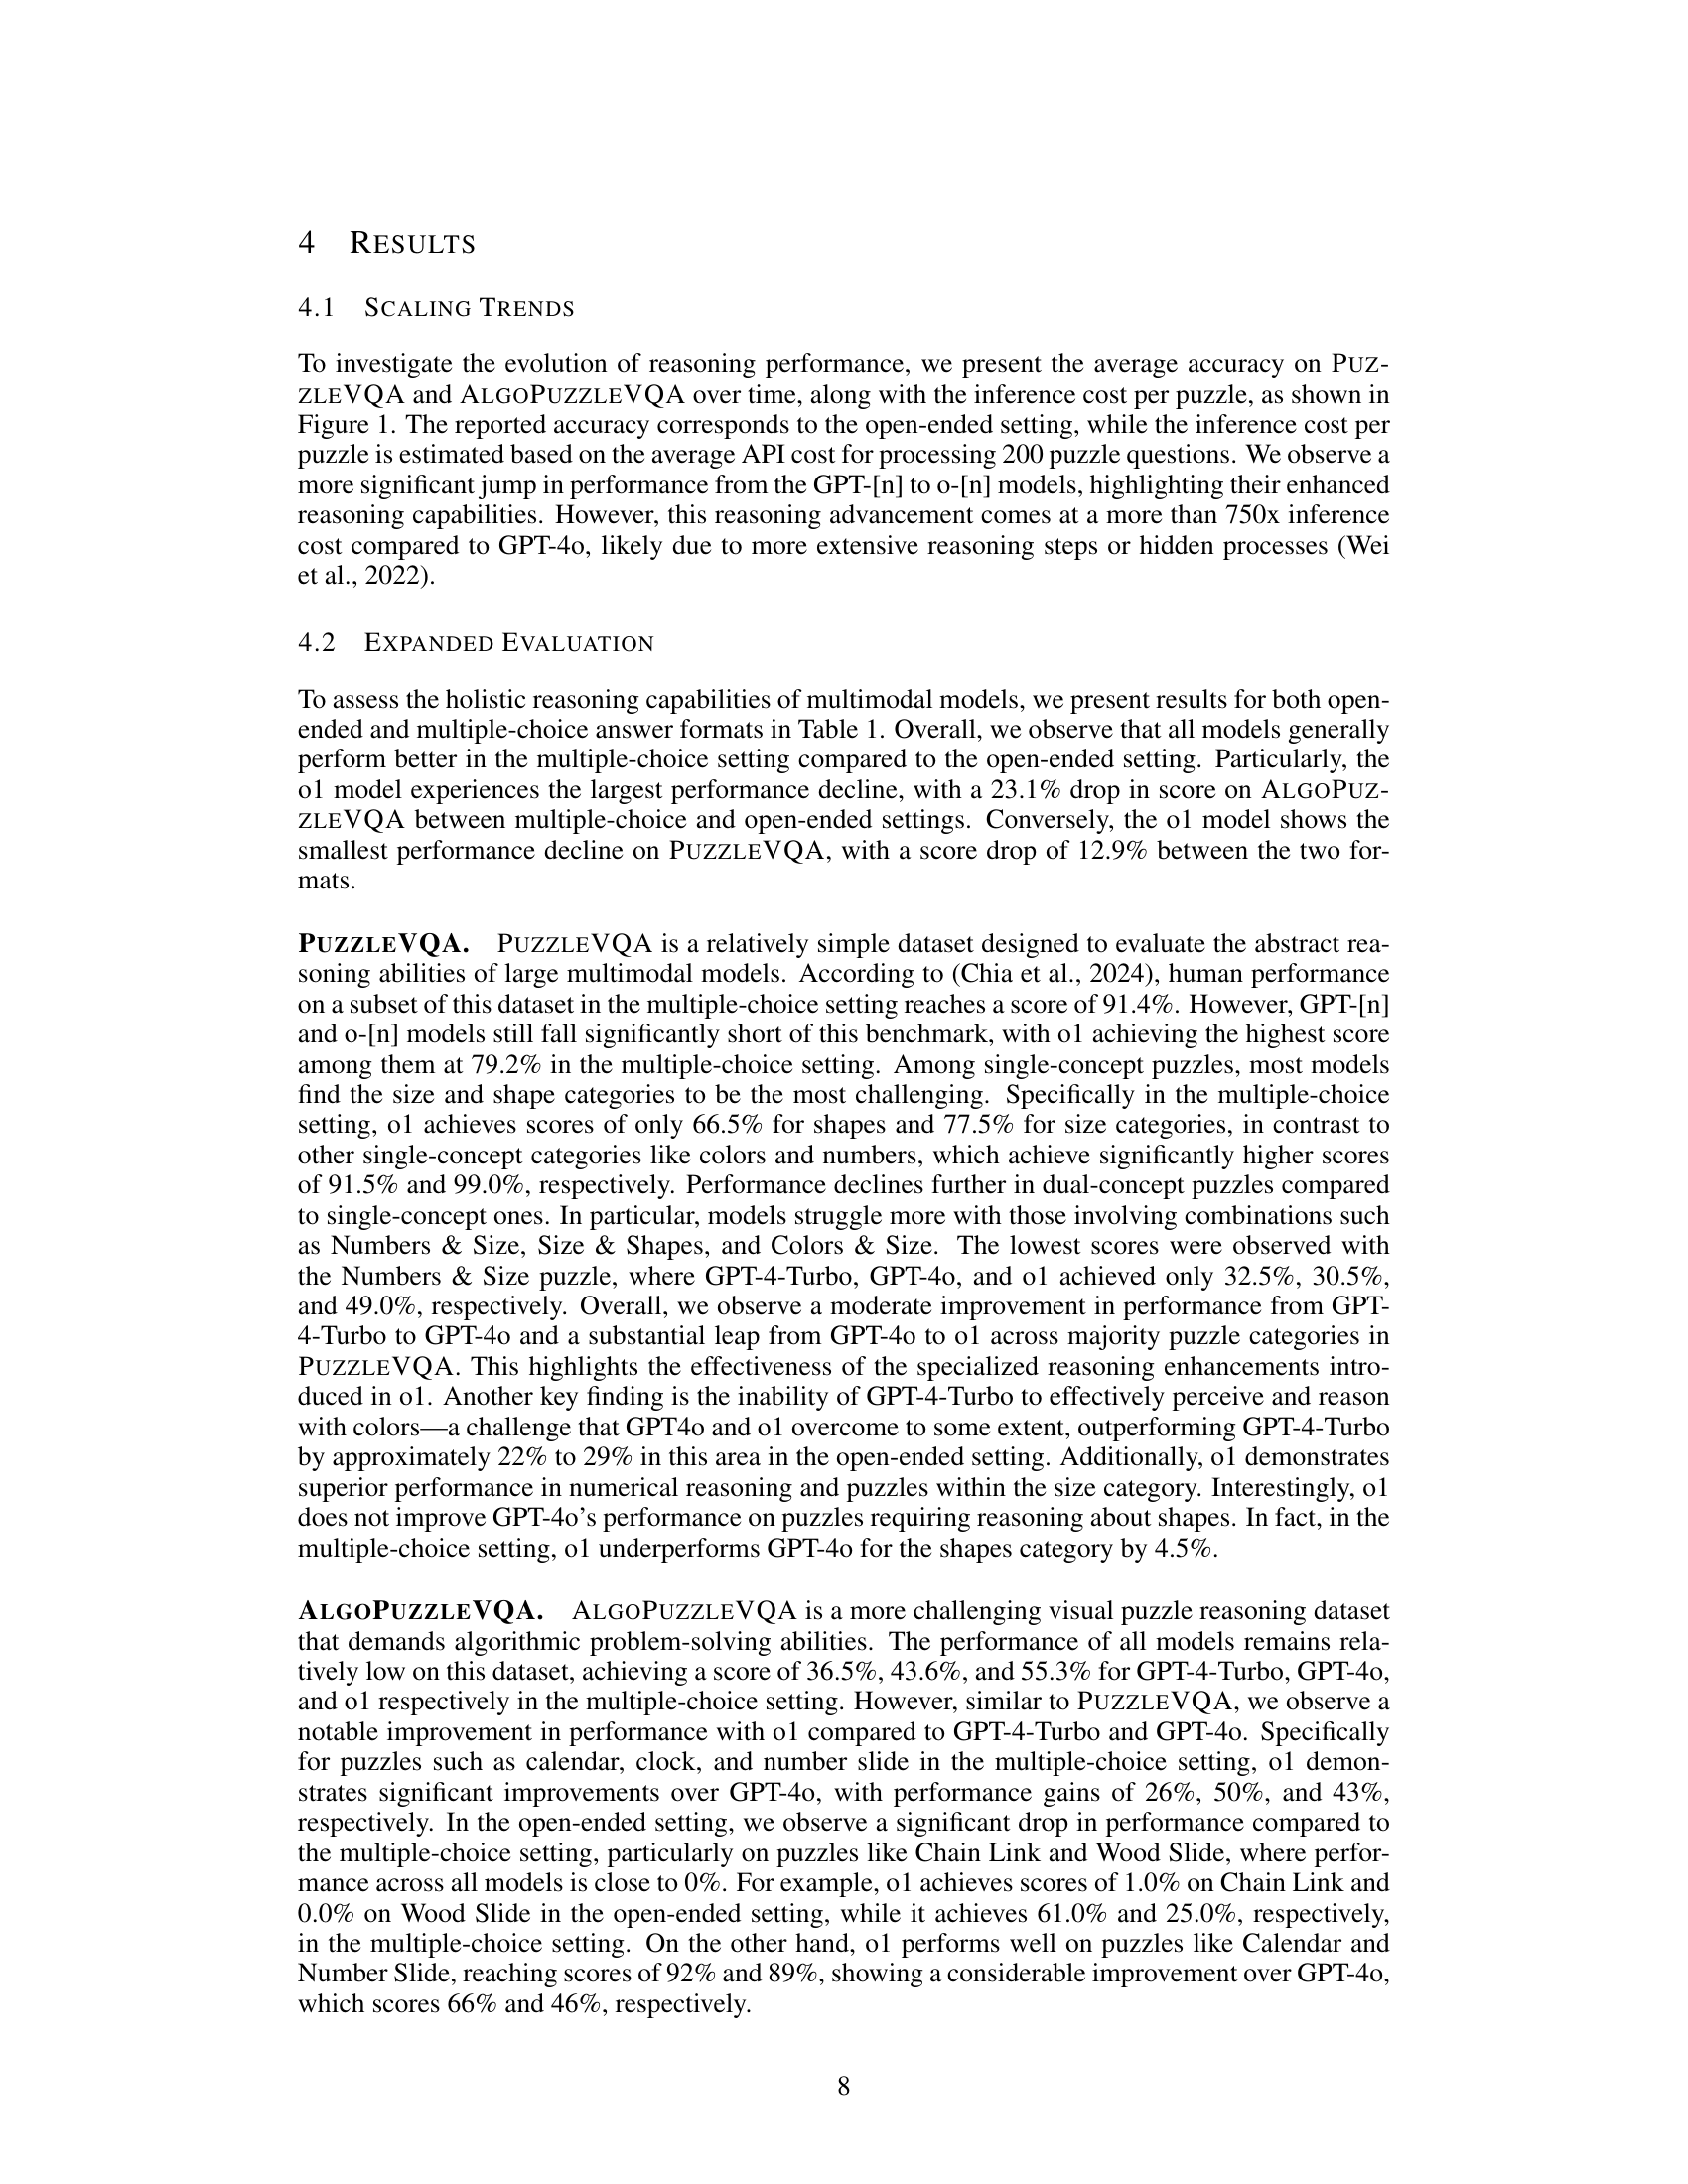 4 RESULTS
4.1 SCALING TRENDS
To investigate the evolution of reasoning performance, we present the average accuracy on PUZ-
ZLEVQA and ALGOPUZZLEVQA over time, along with the inference cost per puzzle, as shown in
Figure 1. The reported accuracy corresponds to the open-ended setting, while the inference cost per
puzzle is estimated based on the average API cost for processing 200 puzzle questions. We observe a
more significant jump in performance from the GPT-[n] to o-[n] models, highlighting their enhanced
reasoning capabilities. However, this reasoning advancement comes at a more than 750x inference
cost compared to GPT-4o, likely due to more extensive reasoning steps or hidden processes (Wei
et al., 2022).
4.2 EXPANDED EVALUATION
To assess the holistic reasoning capabilities of multimodal models, we present results for both open-
ended and multiple-choice answer formats in Table 1. Overall, we observe that all models generally
perform better in the multiple-choice setting compared to the open-ended setting. Particularly, the
o1 model experiences the largest performance decline, with a 23.1% drop in score on ALGOPUZ-
ZLEVQA between multiple-choice and open-ended settings. Conversely, the o1 model shows the
smallest performance decline on PUZZLEVQA, with a score drop of 12.9% between the two for-
mats.
PUZZLEVQA. PUZZLEVQA is a relatively simple dataset designed to evaluate the abstract rea-
soning abilities of large multimodal models. According to (Chia et al., 2024), human performance
on a subset of this dataset in the multiple-choice setting reaches a score of 91.4%. However, GPT-[n]
and o-[n] models still fall significantly short of this benchmark, with o1 achieving the highest score
among them at 79.2% in the multiple-choice setting. Among single-concept puzzles, most models
find the size and shape categories to be the most challenging. Specifically in the multiple-choice
setting, o1 achieves scores of only 66.5% for shapes and 77.5% for size categories, in contrast to
other single-concept categories like colors and numbers, which achieve significantly higher scores
of 91.5% and 99.0%, respectively. Performance declines further in dual-concept puzzles compared
to single-concept ones. In particular, models struggle more with those involving combinations such
as Numbers & Size, Size & Shapes, and Colors & Size. The lowest scores were observed with
the Numbers & Size puzzle, where GPT-4-Turbo, GPT-4o, and o1 achieved only 32.5%, 30.5%,
and 49.0%, respectively. Overall, we observe a moderate improvement in performance from GPT-
4-Turbo to GPT-4o and a substantial leap from GPT-4o to o1 across majority puzzle categories in
PUZZLEVQA. This highlights the effectiveness of the specialized reasoning enhancements intro-
duced in o1. Another key finding is the inability of GPT-4-Turbo to effectively perceive and reason
with colors—a challenge that GPT4o and o1 overcome to some extent, outperforming GPT-4-Turbo
by approximately 22% to 29% in this area in the open-ended setting. Additionally, o1 demonstrates
superior performance in numerical reasoning and puzzles within the size category. Interestingly, o1
does not improve GPT-4o's performance on puzzles requiring reasoning about shapes. In fact, in the
multiple-choice setting, o1 underperforms GPT-4o for the shapes category by 4.5%.
ALGOPUZZLEVQA. ALGOPUZZLEVQA is a more challenging visual puzzle reasoning dataset
that demands algorithmic problem-solving abilities. The performance of all models remains rela-
tively low on this dataset, achieving a score of 36.5%, 43.6%, and 55.3% for GPT-4-Turbo, GPT-4o,
and o1 respectively in the multiple-choice setting. However, similar to PUZZLEVQA, we observe a
notable improvement in performance with o1 compared to GPT-4-Turbo and GPT-4o. Specifically
for puzzles such as calendar, clock, and number slide in the multiple-choice setting, o1 demon-
strates significant improvements over GPT-4o, with performance gains of 26%, 50%, and 43%,
respectively. In the open-ended setting, we observe a significant drop in performance compared to
the multiple-choice setting, particularly on puzzles like Chain Link and Wood Slide, where perfor-
mance across all models is close to 0%. For example, o1 achieves scores of 1.0% on Chain Link and
0.0% on Wood Slide in the open-ended setting, while it achieves 61.0% and 25.0%, respectively,
in the multiple-choice setting. On the other hand, o1 performs well on puzzles like Calendar and
Number Slide, reaching scores of 92% and 89%, showing a considerable improvement over GPT-4o,
which scores 66% and 46%, respectively.
8